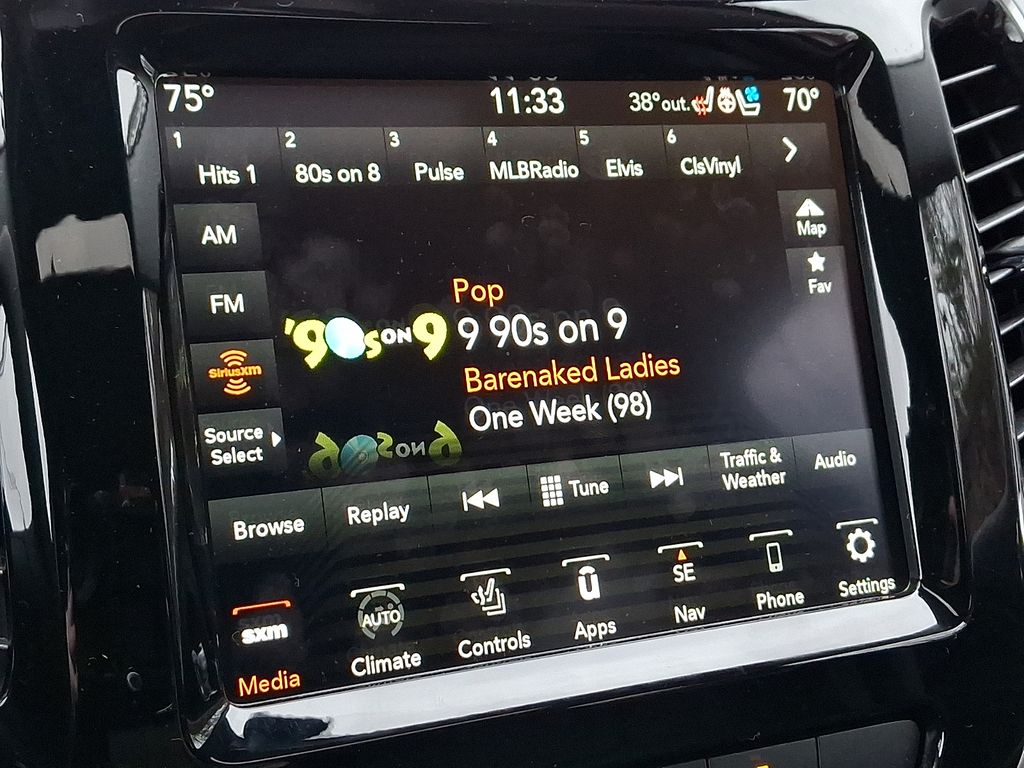 75° 11:33 38°out. 70°
1 2 3 4 5 6
Hits 1 80s on 8 Pulse MLBRadio Elvis ClsVinyl
AM
Map
FM
Fav
Pop
'90s ON 9
9 90s on 9
SiriusXM
Barenaked Ladies
One Week (98)
Source
Select
Browse Replay Tune Traffic &
Weather Audio
sxm AUTO SE
Media Climate Controls Apps Nav Phone Settings